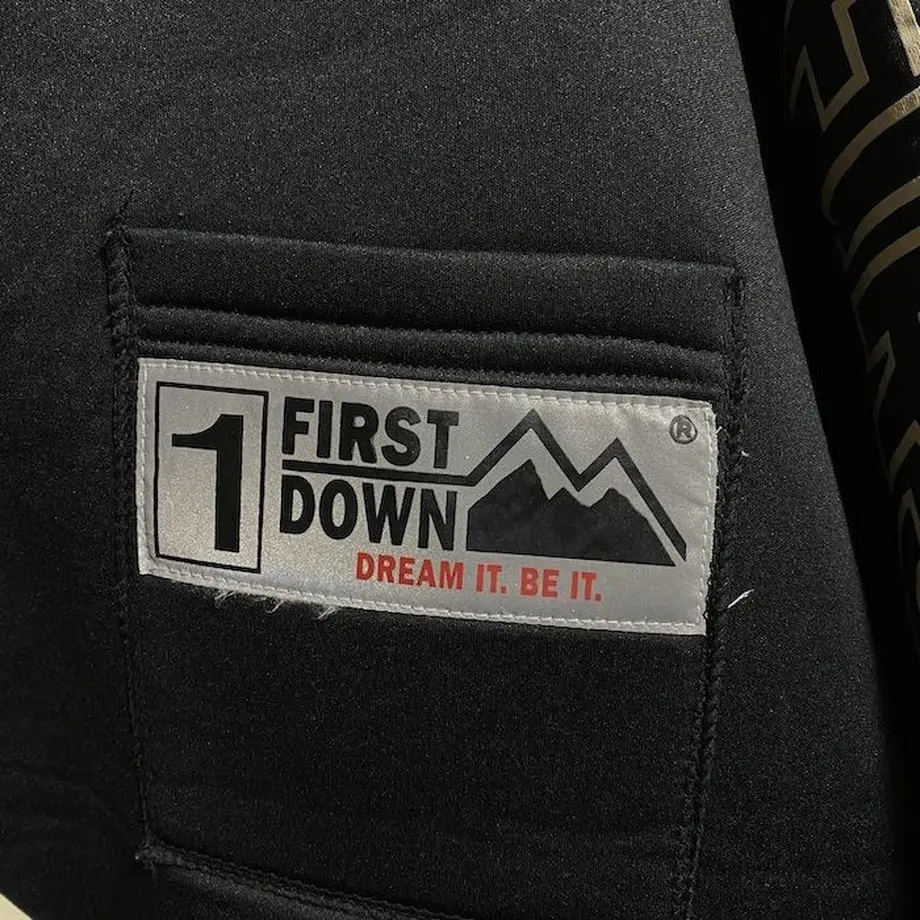 1
FIRST
DOWN
®
DREAM IT. BE IT.